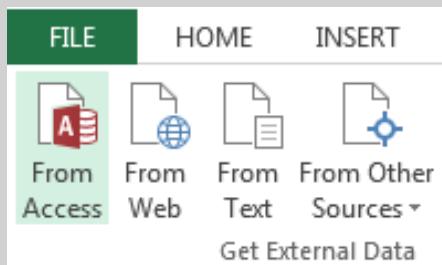 FILE HOME INSERT
A
From From From From Other
Access Web Text Sources
Get External Data